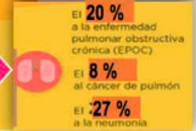 El 20 %
a la enfermedad
pulmonar obstructiva
crónica (EPOC)
El 8 %
al cáncer de pulmón
El 27 %
a la neumonía